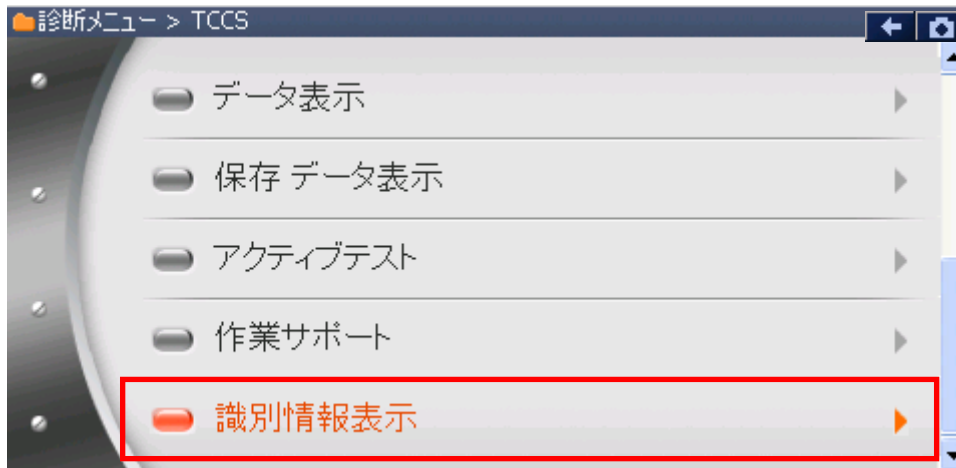 診断メニュー > TCCS
データ表示
保存 データ表示
アクティブテスト
作業サポート
識別情報表示